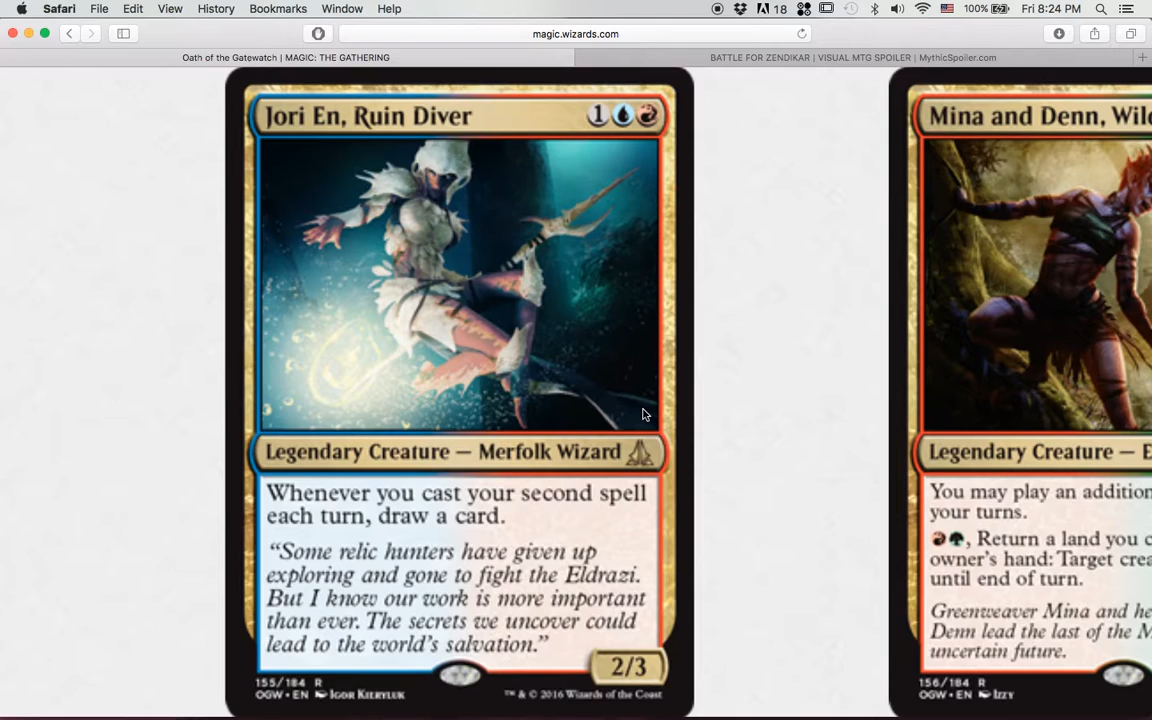 Safari File Edit View History Bookmarks Window Help 18 100% Fri 8:24 PM
magic.wizards.com
Oath of the Gatewatch | MAGIC: THE GATHERING
BATTLE FOR ZENDIKAR | VISUAL MTG SPOILER | MythicSpoiler.com
Jori En, Ruin Diver 1
Legendary Creature — Merfolk Wizard
Whenever you cast your second spell
each turn, draw a card.
“Some relic hunters have given up
exploring and gone to fight the Eldrazi.
But I know our work is more important
than ever. The secrets we uncover could
lead to the world's salvation.”
2/3
155/184 R
OGW • EN Igor Kieryluk
™ & © 2016 Wizards of the Coast
Mina and Denn, Wild
Legendary Creature — E
You may play an addition
your turns.
, Return a land you c
owner's hand: Target crea
until end of turn.
Greenweaver Mina and he
Denn lead the last of the M
uncertain future.
156/184 R
OGW • EN Izzy